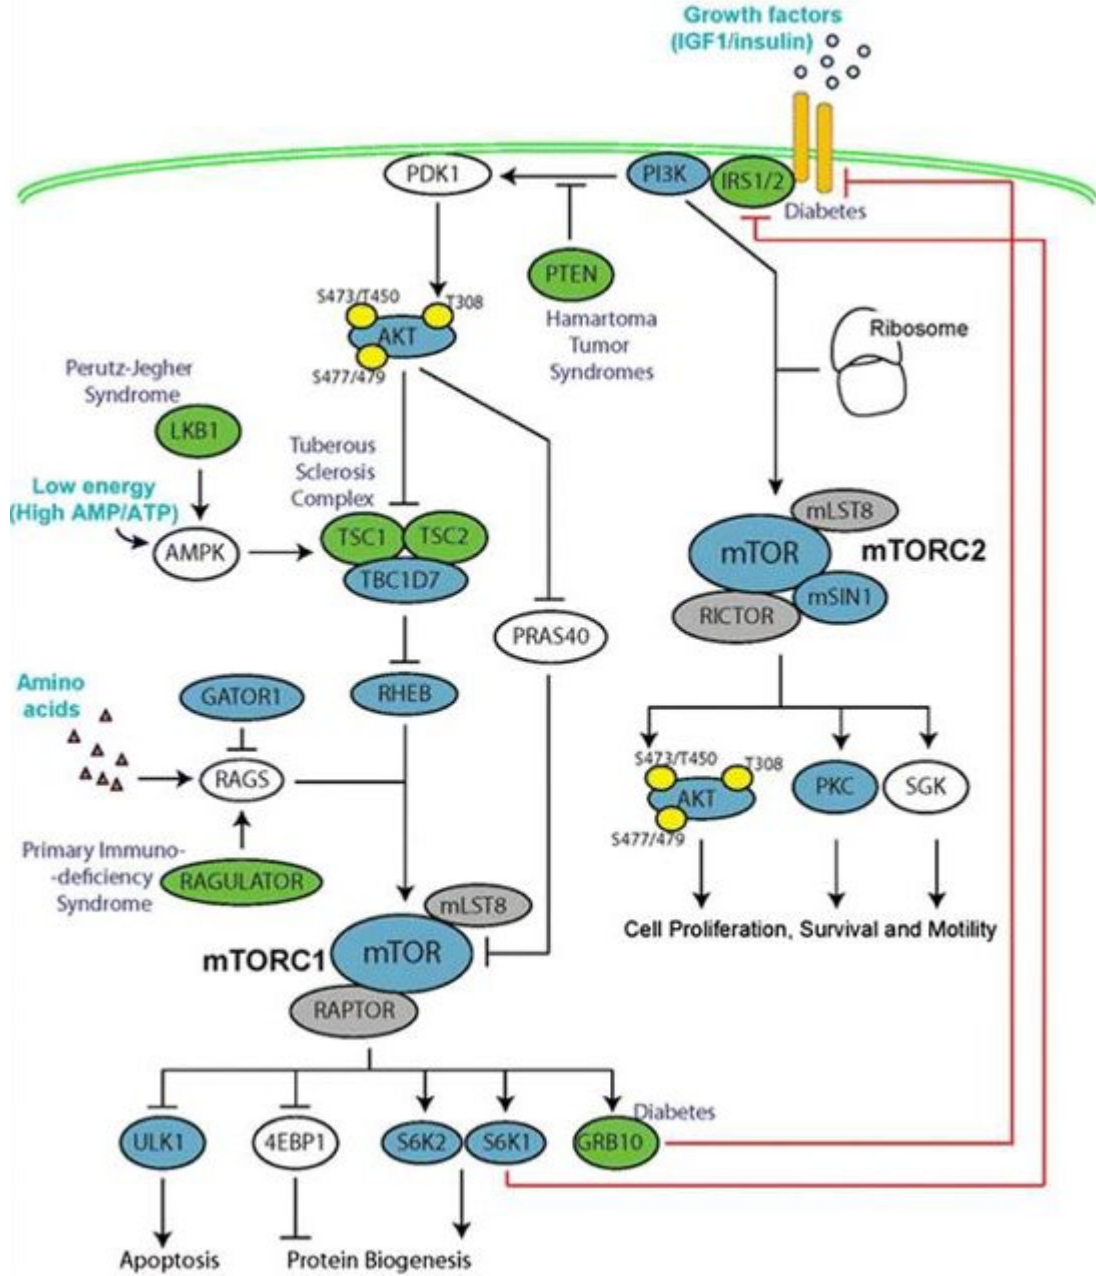 Growth factors
(IGF1/insulin)
PDK1
PI3K
IRS1/2
Diabetes
PTEN
Hamartoma
Tumor
Syndromes
S473/T450
T308
AKT
S477/479
Ribosome
Perutz-Jegher
Syndrome
LKB1
Low energy
(High AMP/ATP)
AMPK
Tuberous
Sclerosis
Complex
TSC1
TSC2
TBC1D7
mLST8
mTOR
mTORC2
mSIN1
RICTOR
PRAS40
Amino
acids
GATOR1
RHEB
RAGS
Primary Immuno-
-deficiency
Syndrome
RAGULATOR
S473/T450
T308
AKT
S477/479
PKC
SGK
Cell Proliferation, Survival and Motility
mLST8
mTORC1
mTOR
RAPTOR
Diabetes
ULK1
4EBP1
S6K2
S6K1
GRB10
Apoptosis
Protein Biogenesis